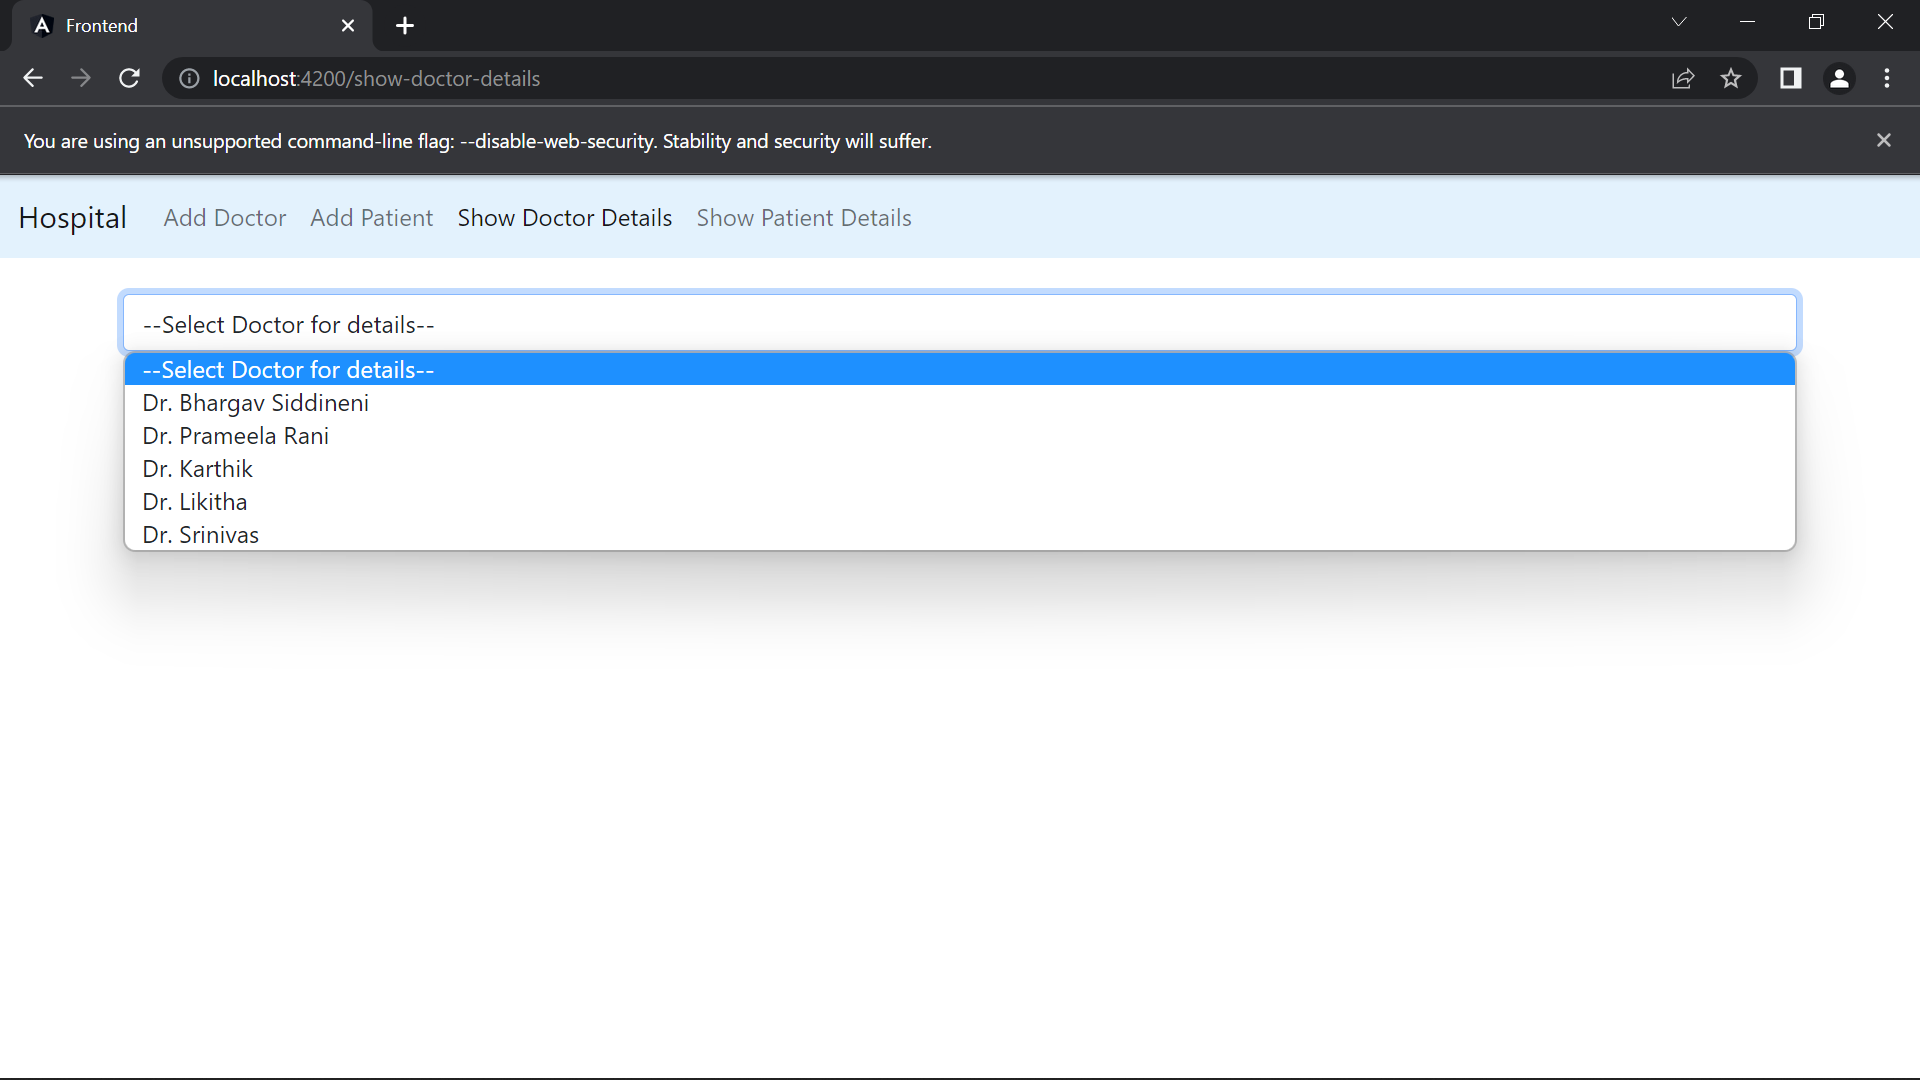 Frontend
localhost:4200/show-doctor-details
You are using an unsupported command-line flag: --disable-web-security. Stability and security will suffer.
Hospital Add Doctor Add Patient Show Doctor Details Show Patient Details
--Select Doctor for details--
--Select Doctor for details--
Dr. Bhargav Siddineni
Dr. Prameela Rani
Dr. Karthik
Dr. Likitha
Dr. Srinivas